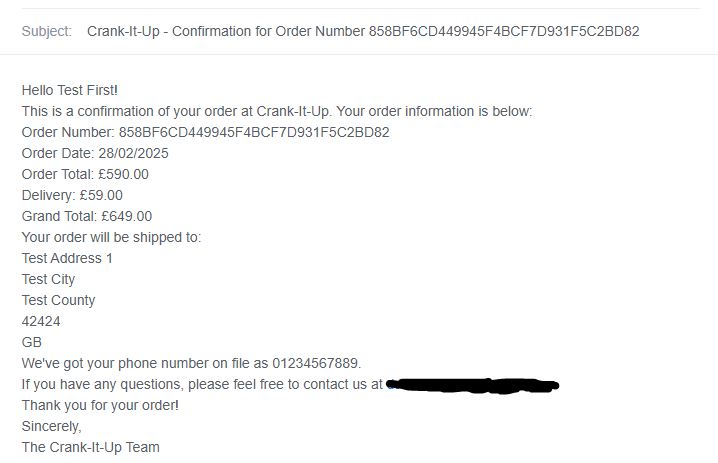 Subject: Crank-It-Up - Confirmation for Order Number 858BF6CD449945F4BCF7D931F5C2BD82
Hello Test First!
This is a confirmation of your order at Crank-It-Up. Your order information is below:
Order Number: 858BF6CD449945F4BCF7D931F5C2BD82
Order Date: 28/02/2025
Order Total: £590.00
Delivery: £59.00
Grand Total: £649.00
Your order will be shipped to:
Test Address 1
Test City
Test County
42424
GB
We've got your phone number on file as 01234567889.
If you have any questions, please feel free to contact us at
Thank you for your order!
Sincerely,
The Crank-It-Up Team